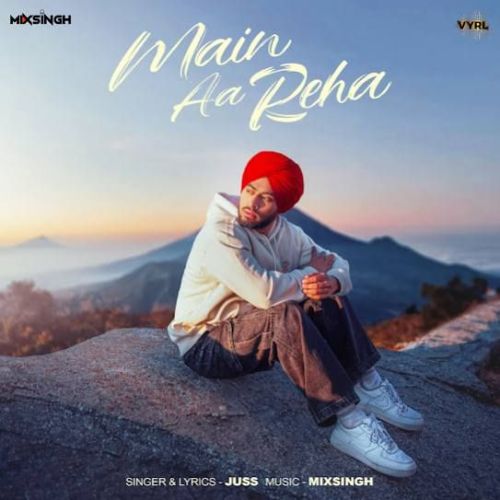 MIXSINGH
VYRL
Main
Aa Reha
SINGER & LYRICS - JUSS MUSIC - MIXSINGH